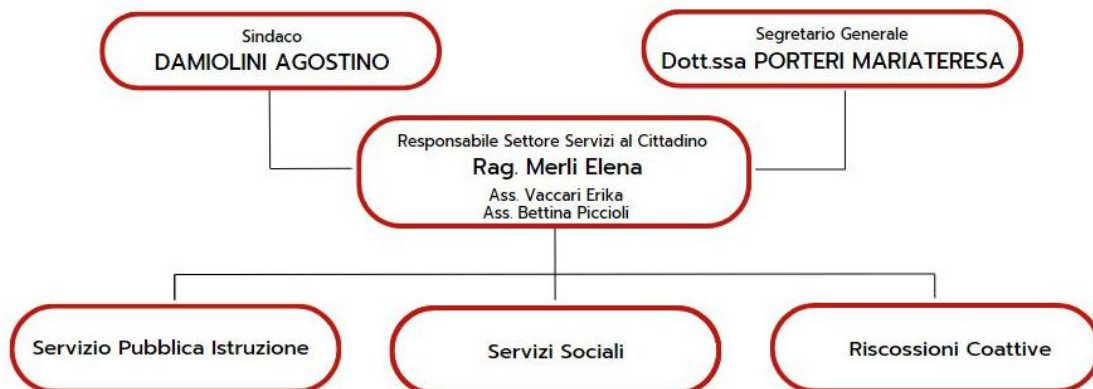 Sindaco
DAMIOLINI AGOSTINO
Segretario Generale
Dott.ssa PORTERI MARIATERESA
Responsabile Settore Servizi al Cittadino
Rag. Merli Elena
Ass. Vaccari Erika
Ass. Bettina Piccioli
Servizio Pubblica Istruzione
Servizi Sociali
Riscossioni Coattive